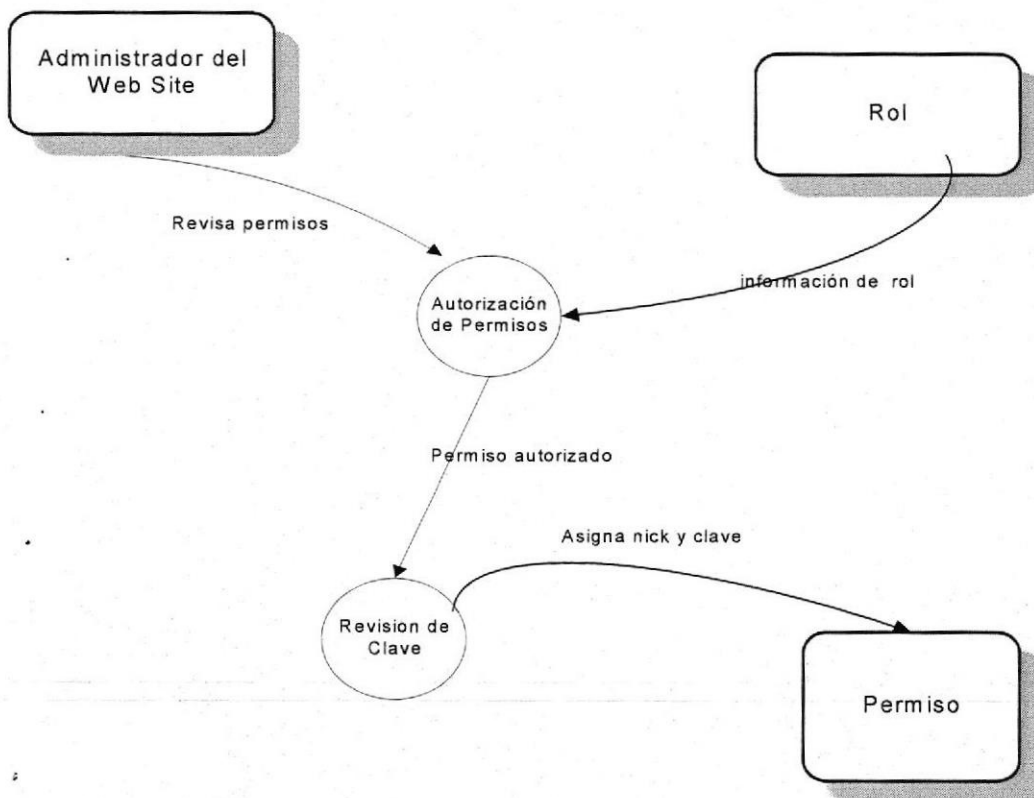 Administrador del
Web Site
Rol
Revisa permisos
información de rol
Autorización
de Permisos
Permiso autorizado
Asigna nick y clave
Revision de
Clave
Permiso